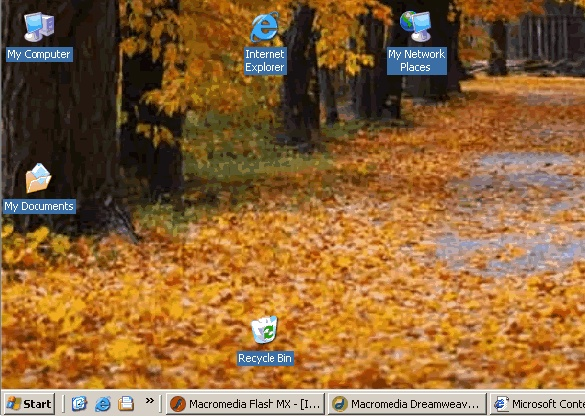 My Computer
Internet
Explorer
My Network
Places
My Documents
Recycle Bin
Start
»
Macromedia Flash MX - [I...
Macromedia Dreamweav...
Microsoft Conte